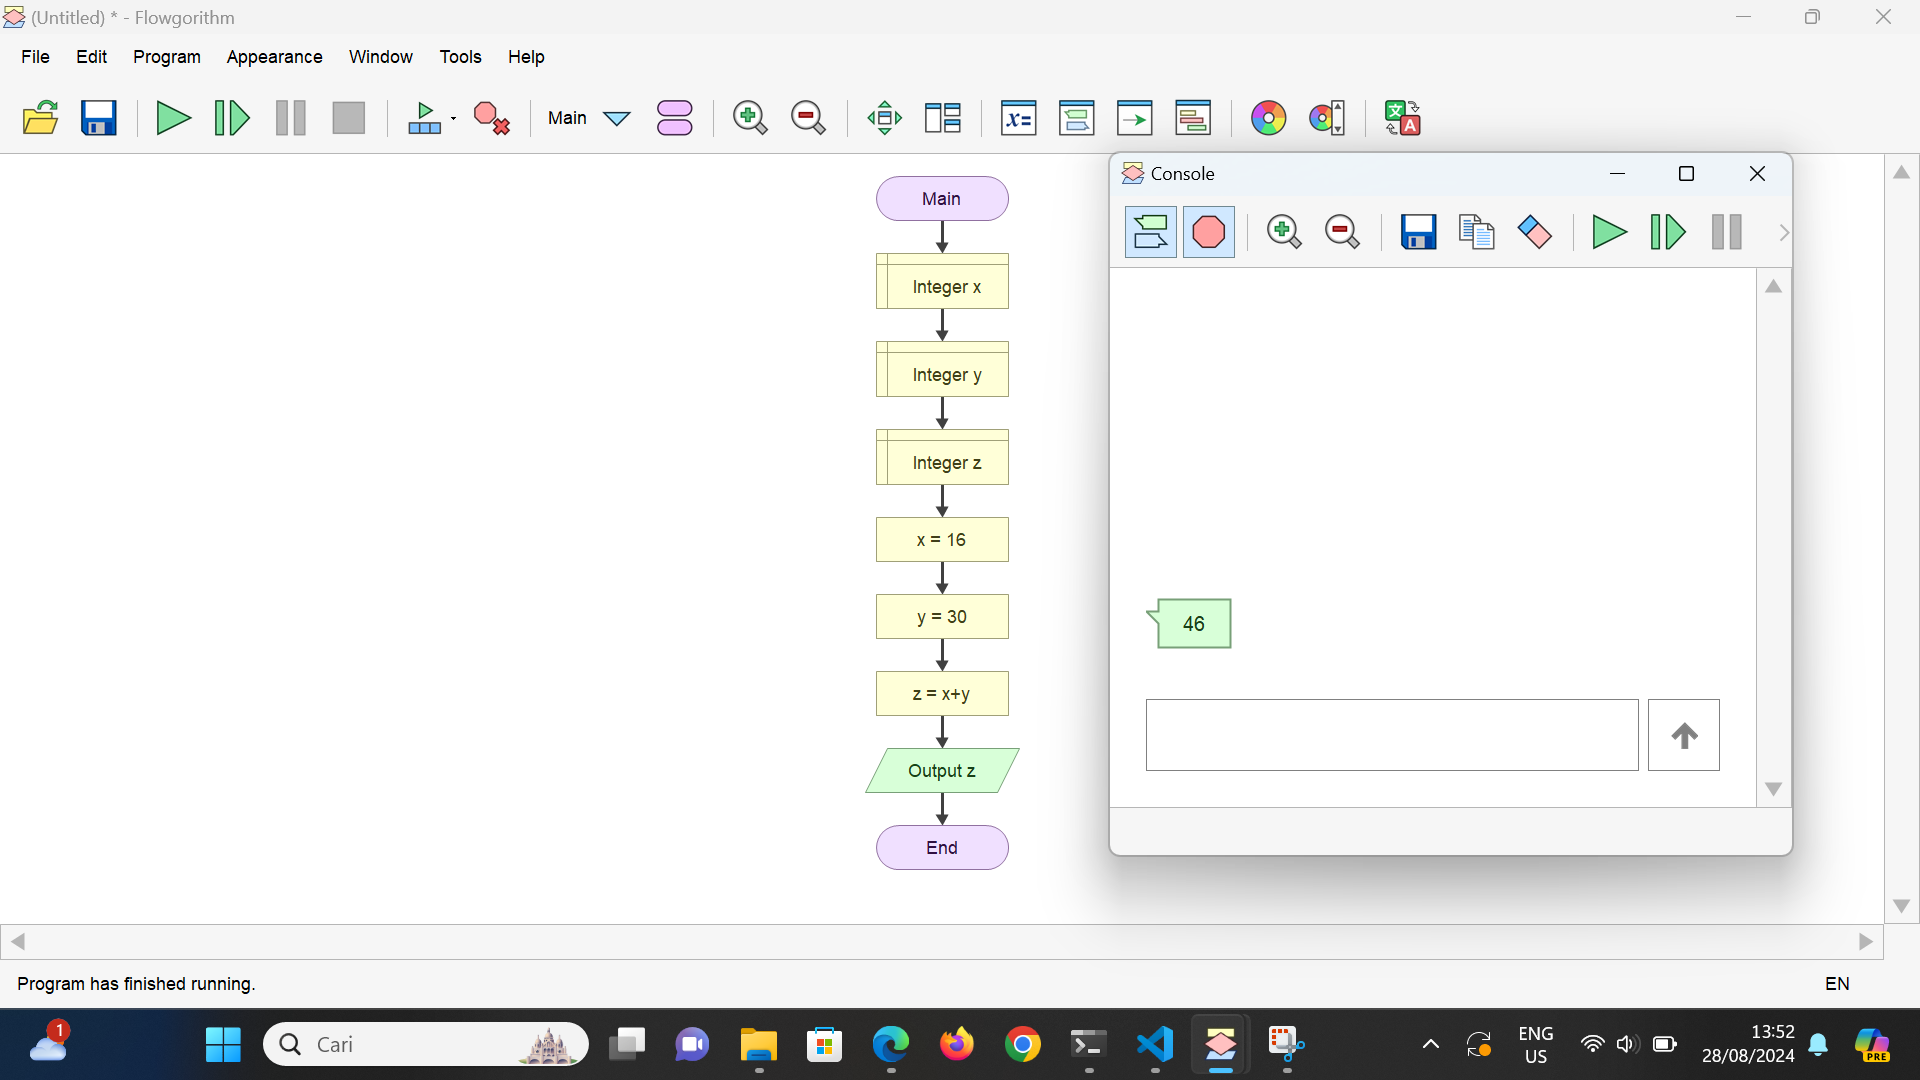 (Untitled) * - Flowgorithm
File Edit Program Appearance Window Tools Help
Main
x=
文
A
Console
Main
Integer x
Integer y
Integer z
x = 16
y = 30
z = x+y
Output z
End
46
Program has finished running.
EN
1
Cari
ENG
US
13:52
28/08/2024
PRE